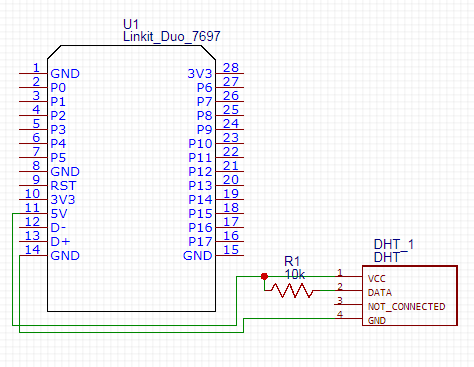 U1
Linkit_Duo_7697
1 GND 3V3 28
2 P0 P6 27
3 P1 P7 26
4 P2 P8 25
5 P3 P9 24
6 P4 P10 23
7 P5 P11 22
8 GND P12 21
9 RST P13 20
10 3V3 P14 19
11 5V P15 18
12 D- P16 17
13 D+ P17 16
14 GND GND 15
R1
10k
DHT_1
DHT
1 VCC
2 DATA
3 NOT_CONNECTED
4 GND